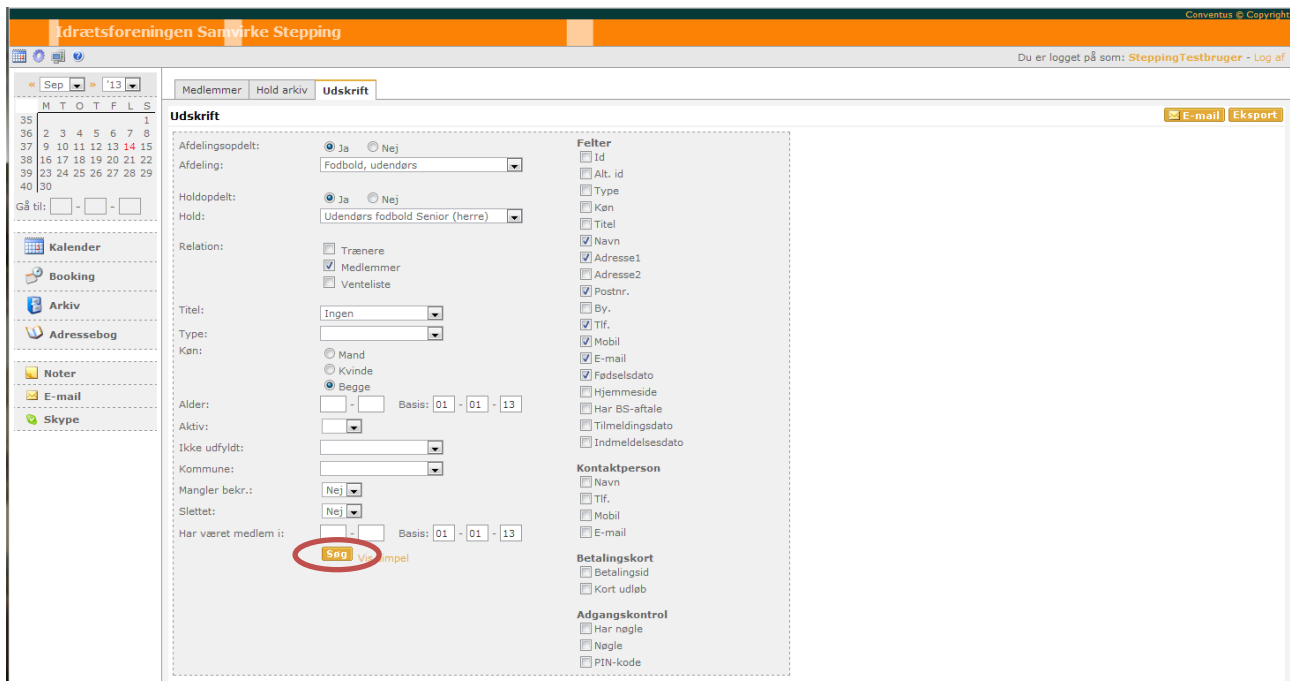 Conventus © Copyright
Idrætsforeningen Samvirke Stepping
Du er logget på som: SteppingTestbruger - Log af
« Sep » '13
M T O T F L S
35 1
36 2 3 4 5 6 7 8
37 9 10 11 12 13 14 15
38 16 17 18 19 20 21 22
39 23 24 25 26 27 28 29
40 30
Gå til: - -
Kalender
Booking
Arkiv
Adressebog
Noter
E-mail
Skype
Medlemmer Hold arkiv Udskrift
Udskrift
E-mail Eksport
Afdelingsopdelt: Ja Nej
Afdeling: Fodbold, udendørs
Holdopdelt: Ja Nej
Hold: Udendørs fodbold Senior (herre)
Relation: Trænere
Medlemmer
Venteliste
Titel: Ingen
Type:
Køn: Mand
Kvinde
Begge
Alder: - Basis: 01 - 01 - 13
Aktiv:
Ikke udfyldt:
Kommune:
Mangler bekr.: Nej
Slettet: Nej
Har været medlem i: - Basis: 01 - 01 - 13
Søg Vis simpel
Felter
Id
Alt. id
Type
Køn
Titel
Navn
Adresse1
Adresse2
Postnr.
By.
Tlf.
Mobil
E-mail
Fødselsdato
Hjemmeside
Har BS-aftale
Tilmeldingsdato
Indmeldelsesdato
Kontaktperson
Navn
Tlf.
Mobil
E-mail
Betalingskort
Betalingsid
Kort udløb
Adgangskontrol
Har nøgle
Nøgle
PIN-kode